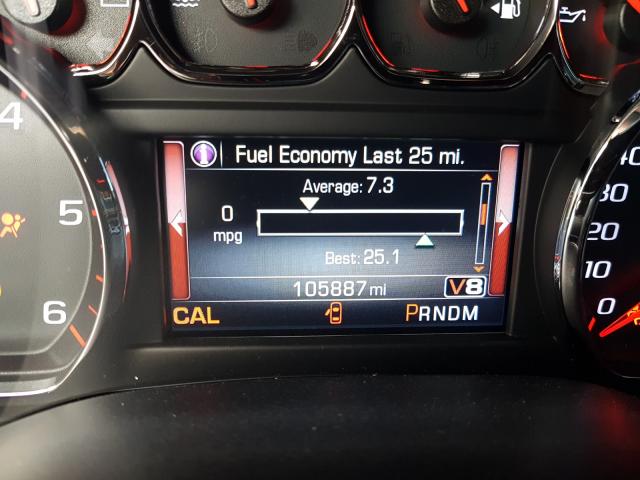 Fuel Economy Last 25 mi.
Average: 7.3
0
mpg
Best: 25.1
105887 mi V8
CAL PRNDM
4
5
6
40
30
20
10
0